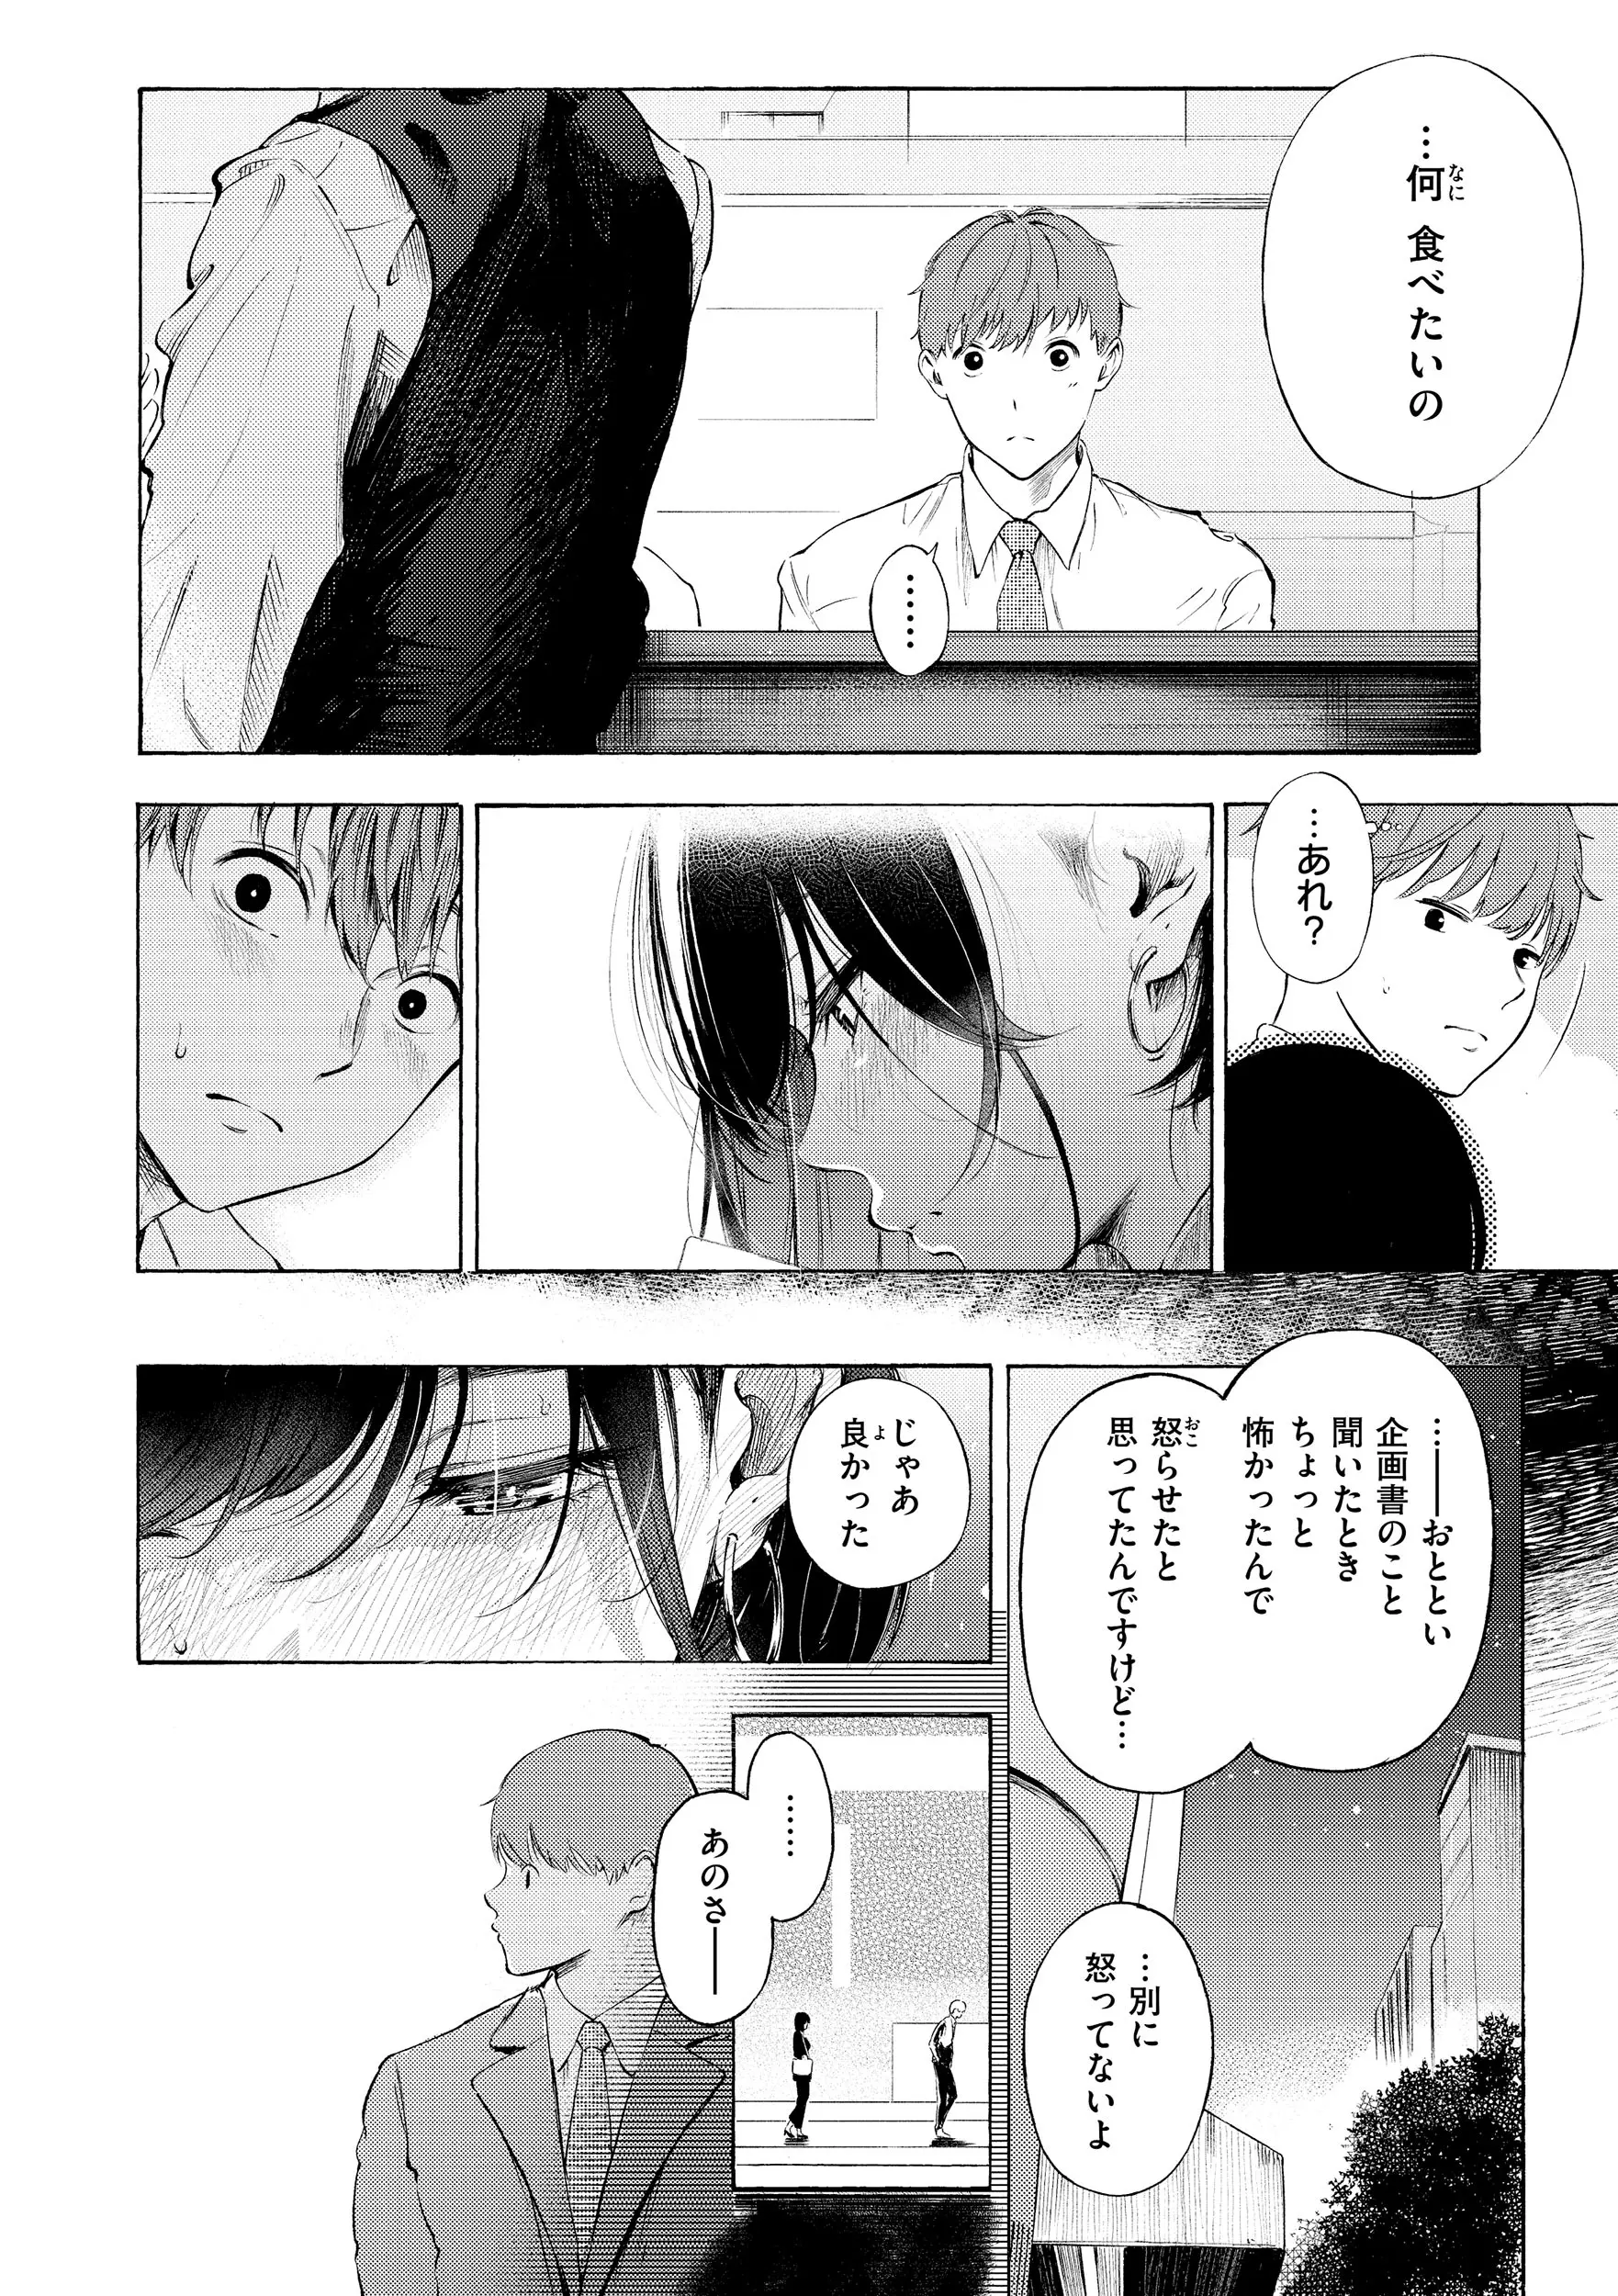 …何食べたいの
……
…あれ？
…──おととい
企画書のこと
聞いたとき
ちょっと
怖かったんで
怒らせたと
思ってたんですけど…
…別に
怒ってないよ
じゃあ
良かった
……
あのさ──